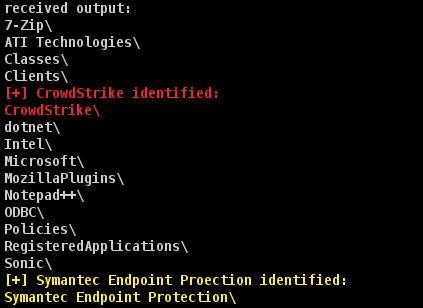 received output:
7-Zip\
ATI Technologies\
Classes\
Clients\
[+] CrowdStrike identified:
CrowdStrike\
dotnet\
Intel\
Microsoft\
MozillaPlugins\
Notepad++\
ODBC\
Policies\
RegisteredApplications\
Sonic\
[+] Symantec Endpoint Proection identified:
Symantec Endpoint Protection\